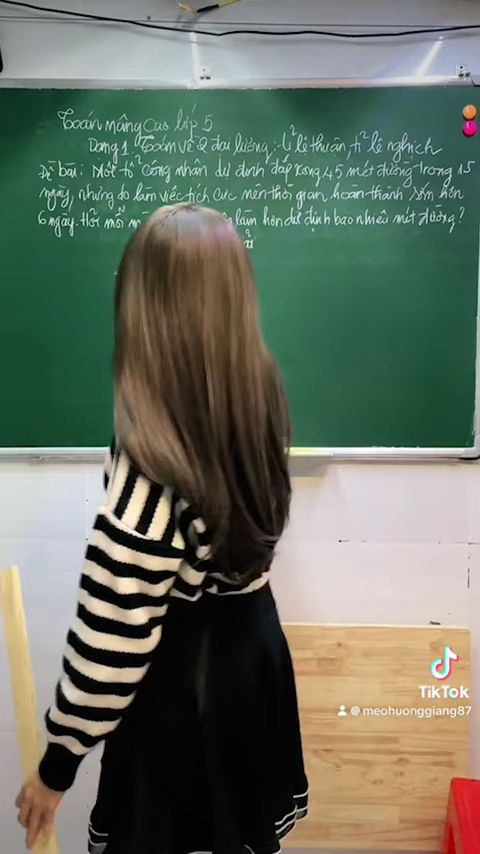 Toán nâng cao lớp 5
Dạng 1 Toán về 2 đại lượng: tỉ lệ thuận, tỉ lệ nghịch
Đề bài: Một tổ công nhân dự định đắp xong 45 mét đường trong 15
ngày, nhưng do làm việc tích cực nên thời gian hoàn thành sớm hơn
6 ngày. Hỏi mỗi làm hơn dự định bao nhiêu mét đường?
TikTok
@meohuonggiang87